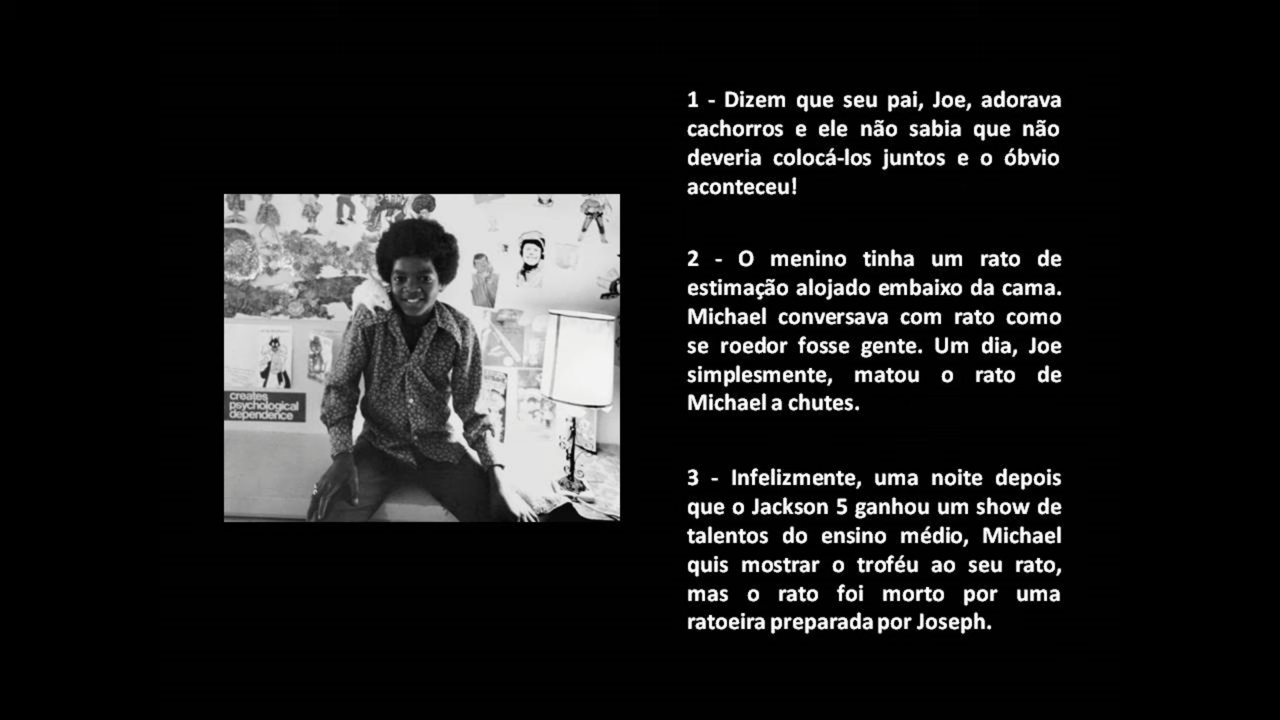 1 - Dizem que seu pai, Joe, adorava
cachorros e ele não sabia que não
deveria colocá-los juntos e o óbvio
aconteceu!
2 - O menino tinha um rato de
estimação alojado embaixo da cama.
Michael conversava com rato como
se roedor fosse gente. Um dia, Joe
simplesmente, matou o rato de
Michael a chutes.
creates
psychological
dependence
3 - Infelizmente, uma noite depois
que o Jackson 5 ganhou um show de
talentos do ensino médio, Michael
quis mostrar o troféu ao seu rato,
mas o rato foi morto por uma
ratoeira preparada por Joseph.